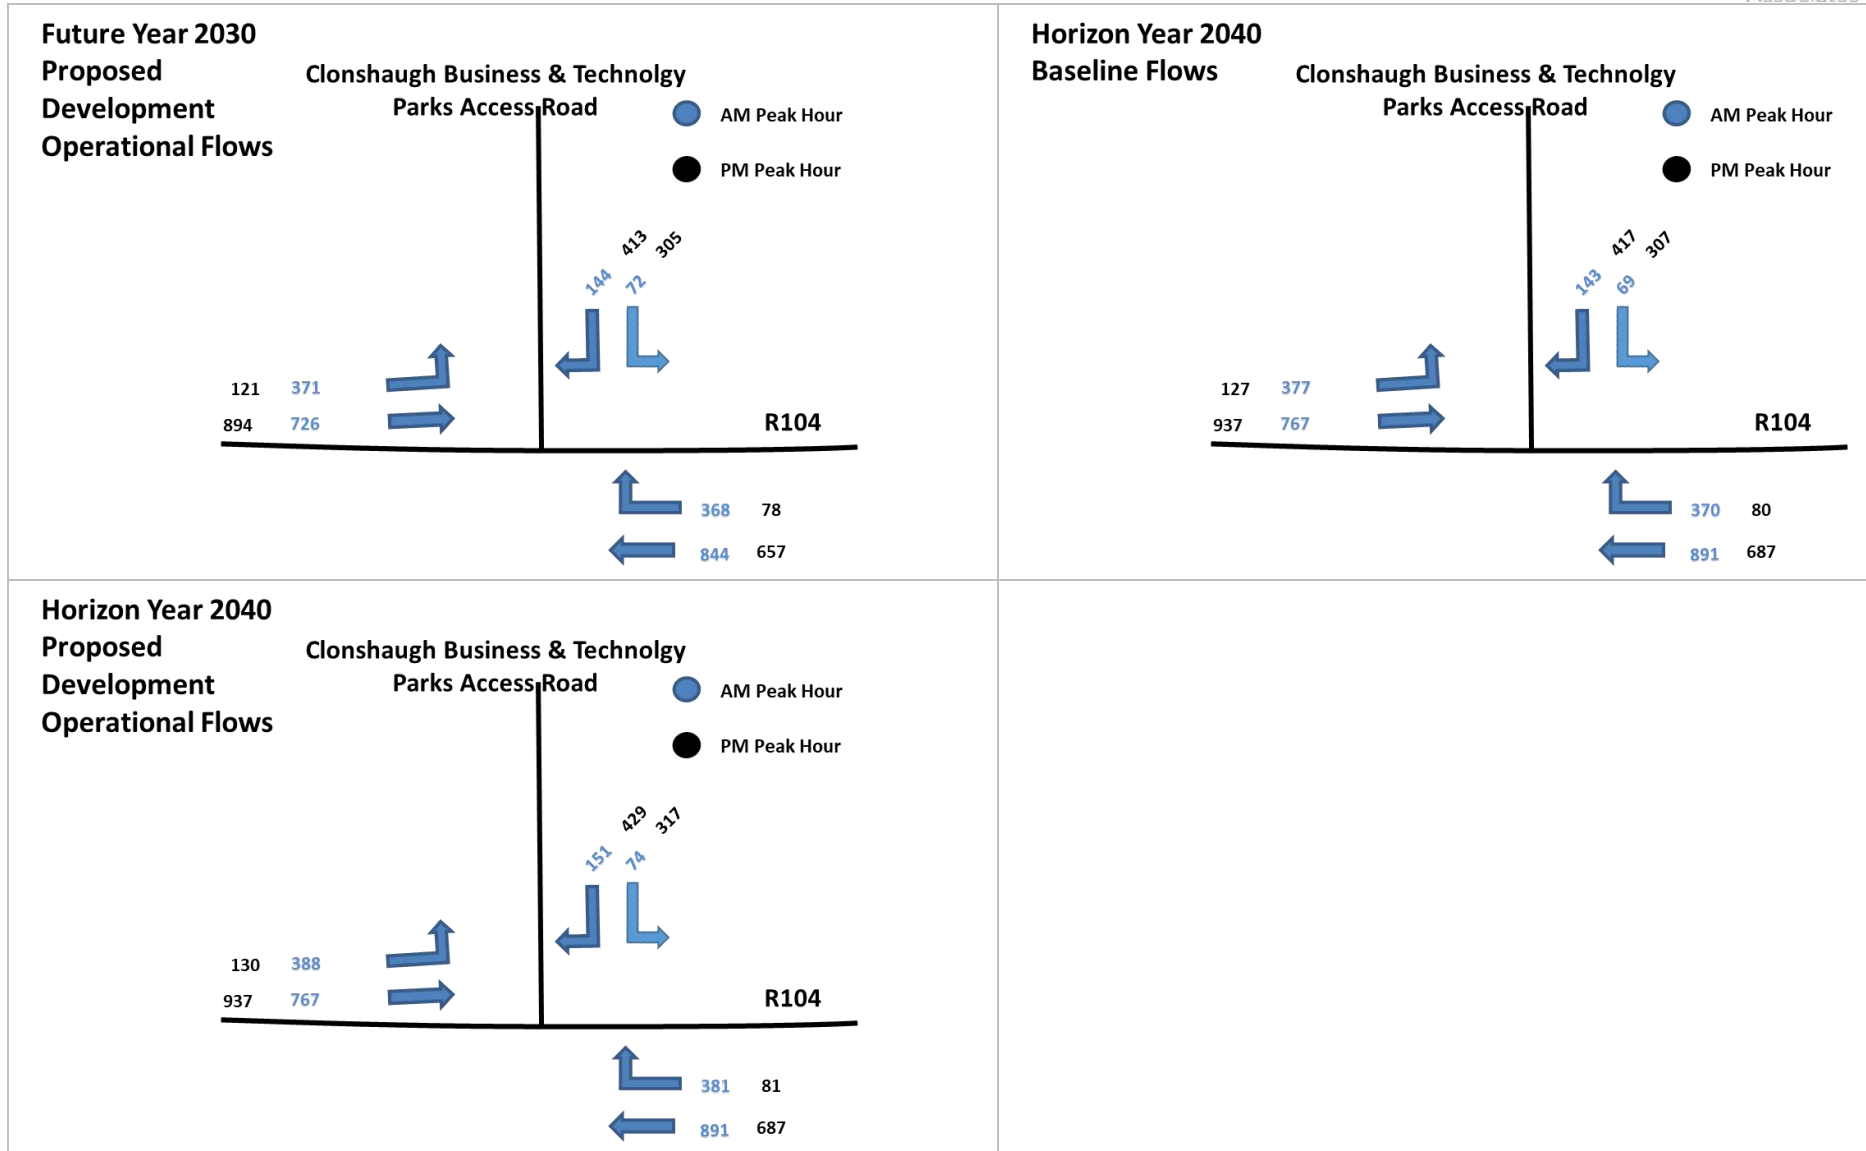 Future Year 2030
Proposed
Development
Operational Flows
Clonshaugh Business & Technolgy
Parks Access Road
AM Peak Hour
PM Peak Hour
413 305
144 72
121 371
894 726
R104
368 78
844 657
Horizon Year 2040
Baseline Flows
Clonshaugh Business & Technolgy
Parks Access Road
AM Peak Hour
PM Peak Hour
417 307
143 69
127 377
937 767
R104
370 80
891 687
Horizon Year 2040
Proposed
Development
Operational Flows
Clonshaugh Business & Technolgy
Parks Access Road
AM Peak Hour
PM Peak Hour
429 317
151 74
130 388
937 767
R104
381 81
891 687